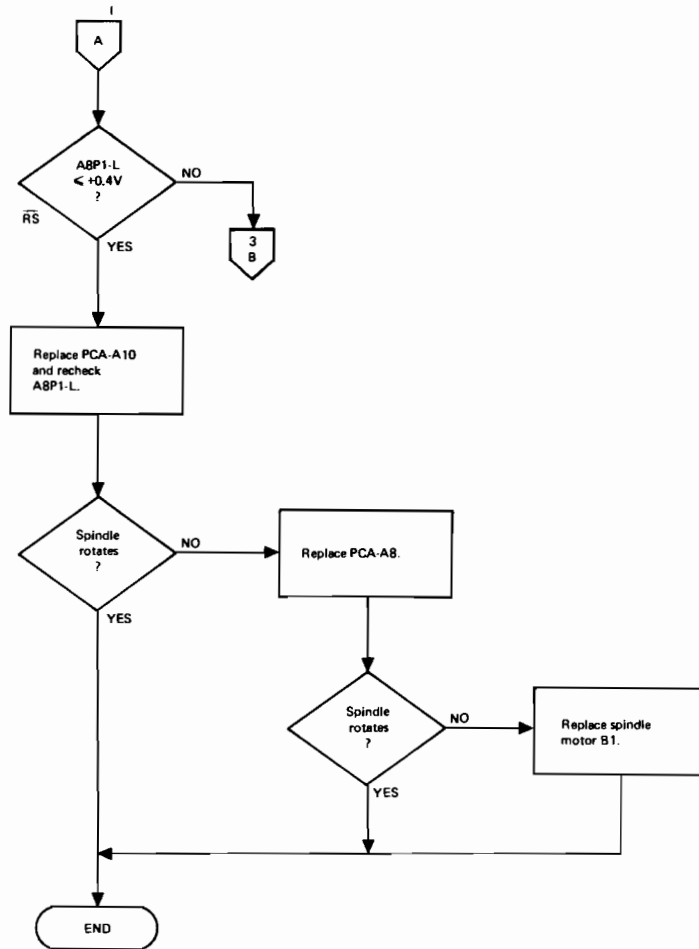 1
A
A8P1-L
≤ +0.4V
?
NO
RS
YES
3
B
Replace PCA-A10
and recheck
A8P1-L.
Spindle
rotates
?
NO
YES
Replace PCA-A8.
Spindle
rotates
?
NO
YES
Replace spindle
motor B1.
END